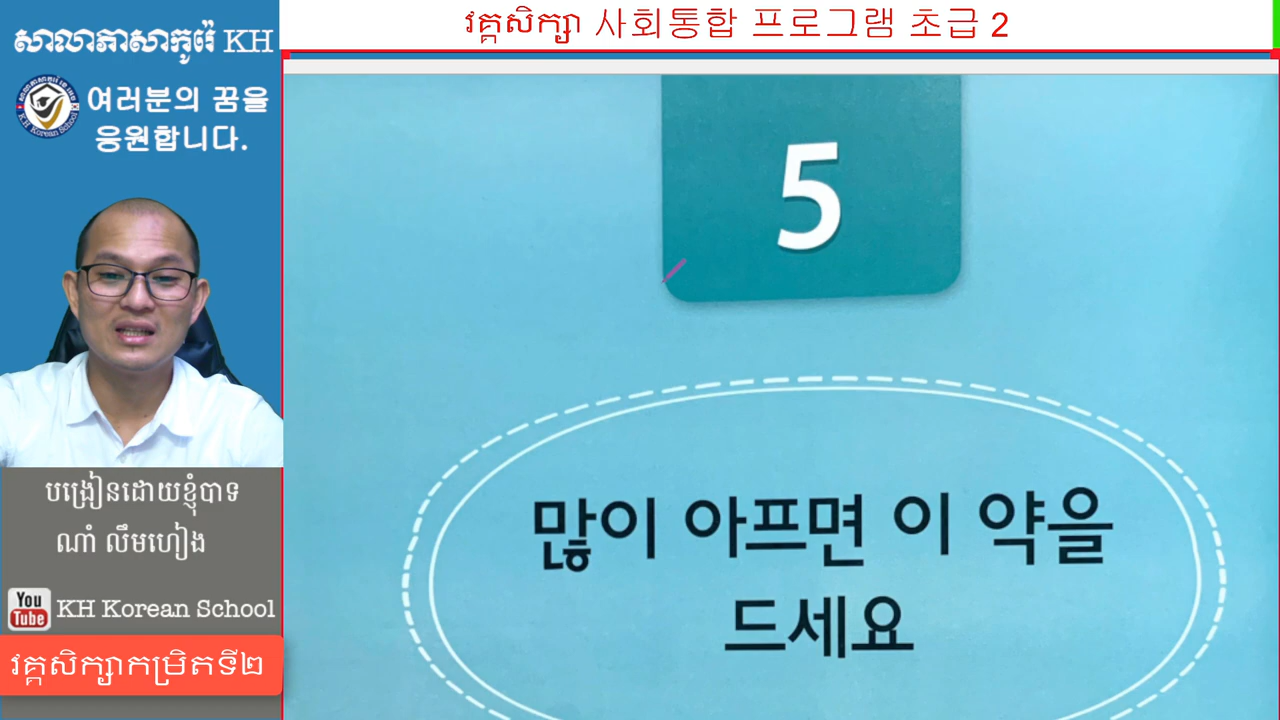 សាលាភាសាកូរ៉េ KH
여러분의 꿈을
응원합니다.
បង្រៀនដោយខ្ញុំបាទ
ណាំ លឹមហៀង
You
Tube
KH Korean School
វគ្គសិក្សាកម្រិតទី២
វគ្គសិក្សា 사회통합 프로그램 초급 2
5
많이 아프면 이 약을
드세요